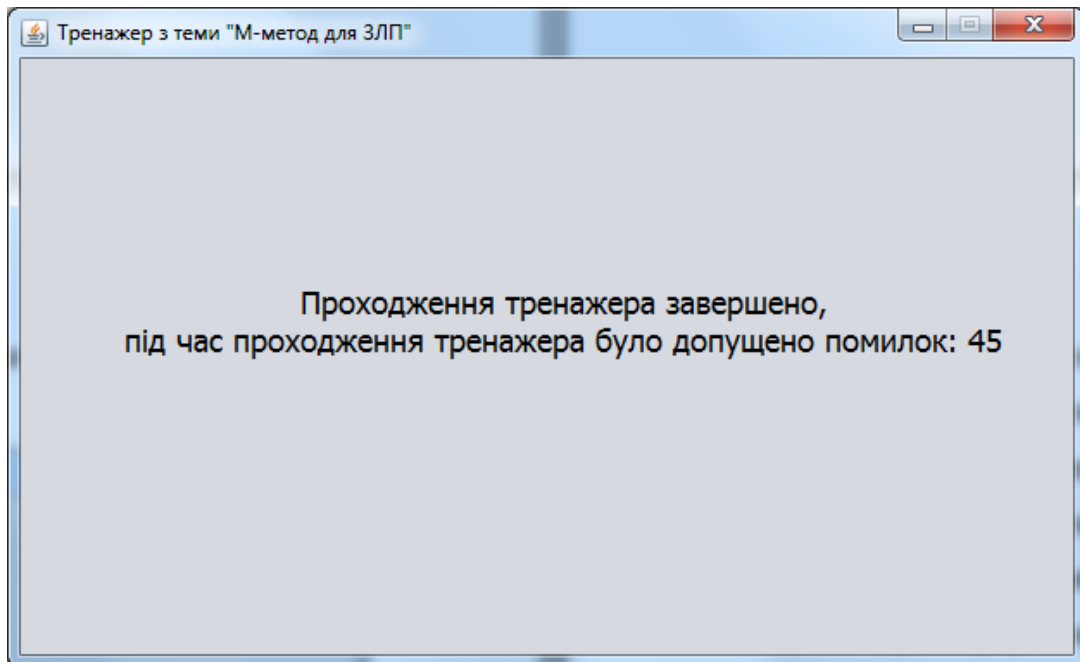 Тренажер з теми "М-метод для ЗЛП"
Проходження тренажера завершено,
під час проходження тренажера було допущено помилок: 45